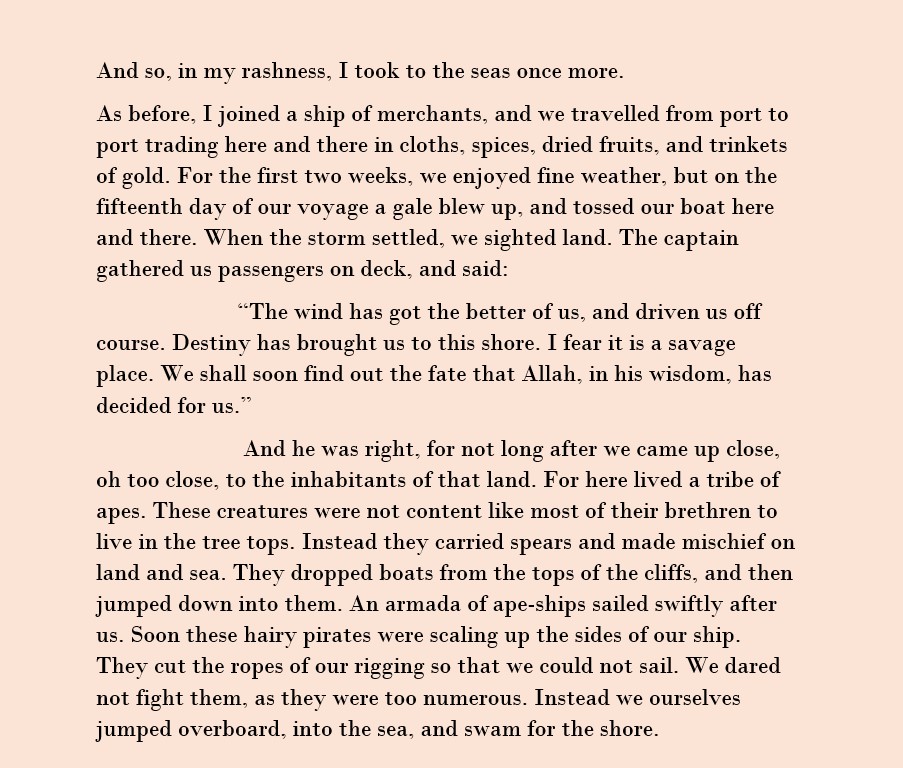 And so, in my rashness, I took to the seas once more.
As before, I joined a ship of merchants, and we travelled from port to
port trading here and there in cloths, spices, dried fruits, and trinkets
of gold. For the first two weeks, we enjoyed fine weather, but on the
fifteenth day of our voyage a gale blew up, and tossed our boat here
and there. When the storm settled, we sighted land. The captain
gathered us passengers on deck, and said:
“The wind has got the better of us, and driven us off
course. Destiny has brought us to this shore. I fear it is a savage
place. We shall soon find out the fate that Allah, in his wisdom, has
decided for us.”
And he was right, for not long after we came up close,
oh too close, to the inhabitants of that land. For here lived a tribe of
apes. These creatures were not content like most of their brethren to
live in the tree tops. Instead they carried spears and made mischief on
land and sea. They dropped boats from the tops of the cliffs, and then
jumped down into them. An armada of ape-ships sailed swiftly after
us. Soon these hairy pirates were scaling up the sides of our ship.
They cut the ropes of our rigging so that we could not sail. We dared
not fight them, as they were too numerous. Instead we ourselves
jumped overboard, into the sea, and swam for the shore.